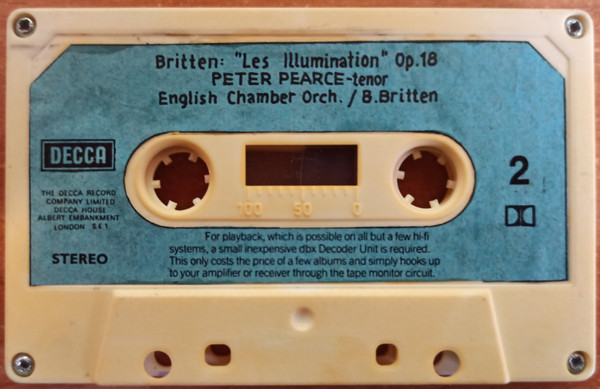 Britten: "Les Illumination" Op.18
PETER PEARCE-tenor
English Chamber Orch. / B.Britten
DECCA
THE DECCA RECORD
COMPANY LIMITED
DECCA HOUSE
ALBERT EMBANKMENT
LONDON S E 1
STEREO
100 50 0
2
For playback, which is possible on all but a few hi-fi
systems, a small inexpensive dbx Decoder Unit is required.
This only costs the price of a few albums and simply hooks up
to your amplifier or receiver through the tape monitor circuit.